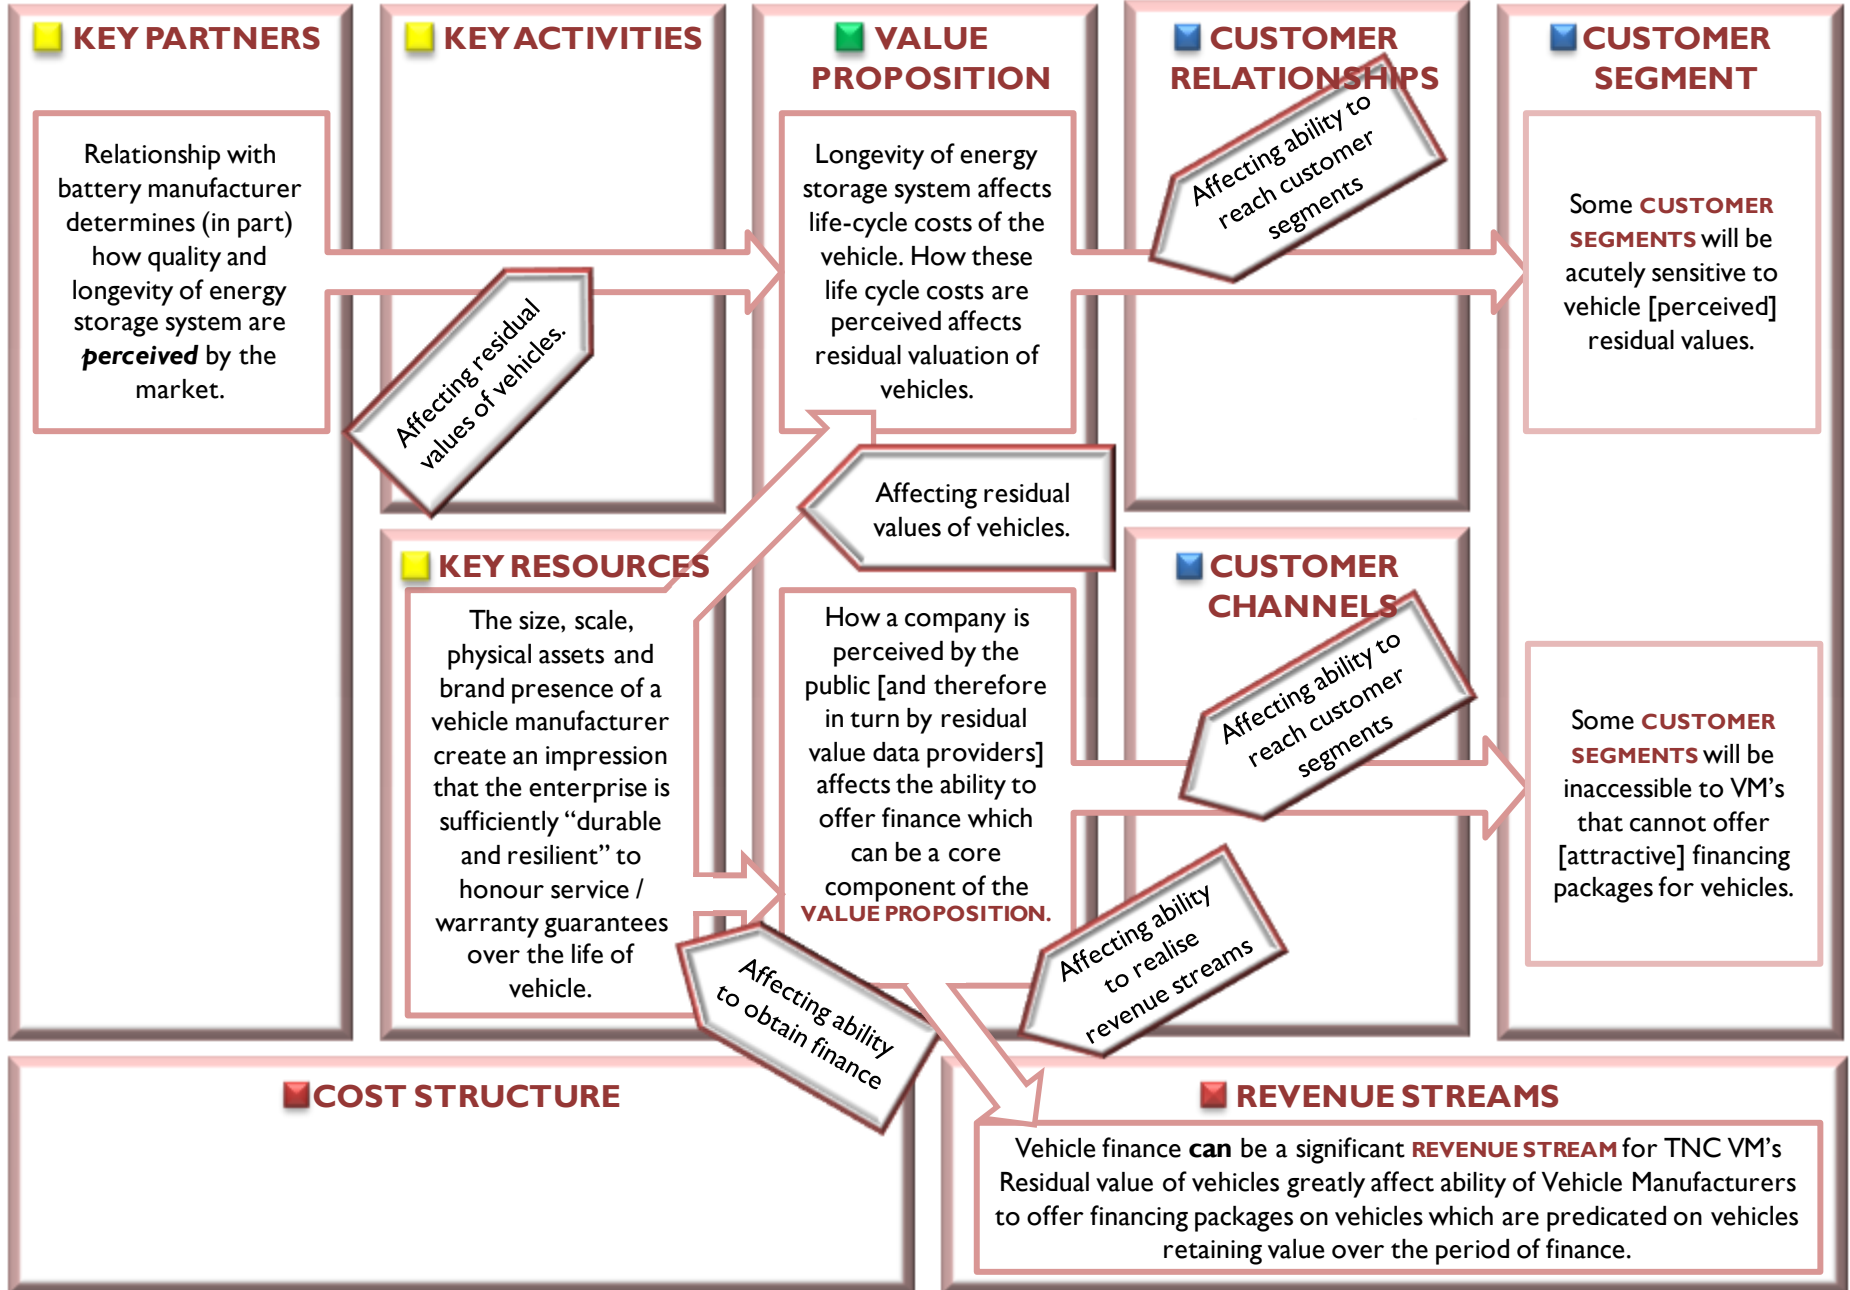 KEY PARTNERS
Relationship with
battery manufacturer
determines (in part)
how quality and
longevity of energy
storage system are
perceived by the
market.
KEY ACTIVITIES
Affecting residual
values of vehicles.
KEY RESOURCES
The size, scale,
physical assets and
brand presence of a
vehicle manufacturer
create an impression
that the enterprise is
sufficiently “durable
and resilient” to
honour service /
warranty guarantees
over the life of
vehicle.
Affecting ability
to obtain finance
VALUE
PROPOSITION
Longevity of energy
storage system affects
life-cycle costs of the
vehicle. How these
life cycle costs are
perceived affects
residual valuation of
vehicles.
Affecting residual
values of vehicles.
How a company is
perceived by the
public [and therefore
in turn by residual
value data providers]
affects the ability to
offer finance which
can be a core
component of the
VALUE PROPOSITION.
CUSTOMER
RELATIONSHIPS
Affecting ability to
reach customer
segments
CUSTOMER
CHANNELS
Affecting ability to
reach customer
segments
Affecting ability
to realise
revenue streams
CUSTOMER
SEGMENT
Some CUSTOMER
SEGMENTS will be
acutely sensitive to
vehicle [perceived]
residual values.
Some CUSTOMER
SEGMENTS will be
inaccessible to VM’s
that cannot offer
[attractive] financing
packages for vehicles.
COST STRUCTURE
REVENUE STREAMS
Vehicle finance can be a significant REVENUE STREAM for TNC VM’s
Residual value of vehicles greatly affect ability of Vehicle Manufacturers
to offer financing packages on vehicles which are predicated on vehicles
retaining value over the period of finance.